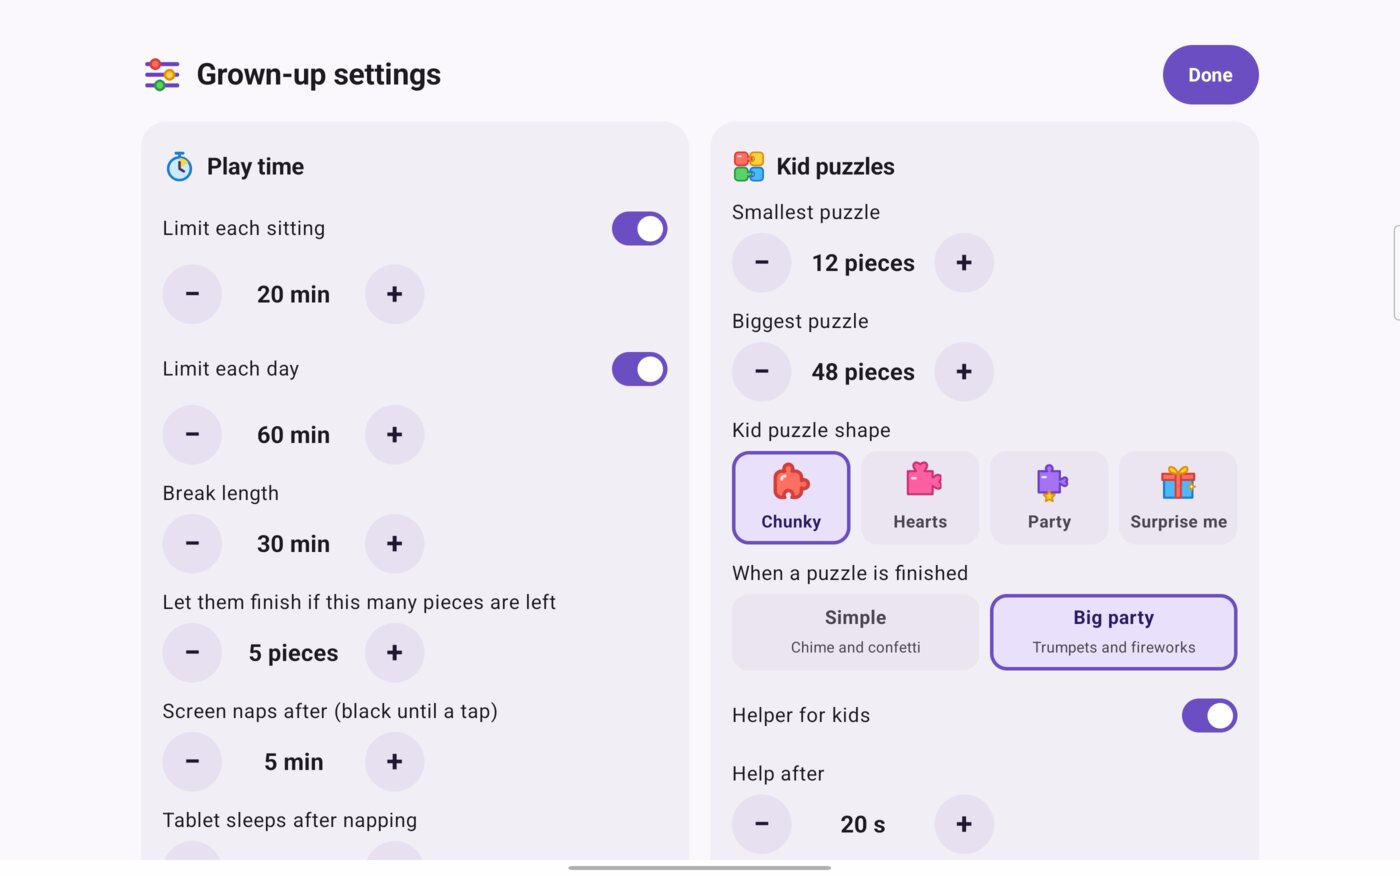 Grown-up settings
Done
Play time
Limit each sitting
− 20 min +
Limit each day
− 60 min +
Break length
− 30 min +
Let them finish if this many pieces are left
− 5 pieces +
Screen naps after (black until a tap)
− 5 min +
Tablet sleeps after napping
Kid puzzles
Smallest puzzle
− 12 pieces +
Biggest puzzle
− 48 pieces +
Kid puzzle shape
Chunky Hearts Party Surprise me
When a puzzle is finished
Simple
Chime and confetti
Big party
Trumpets and fireworks
Helper for kids
Help after
− 20 s +